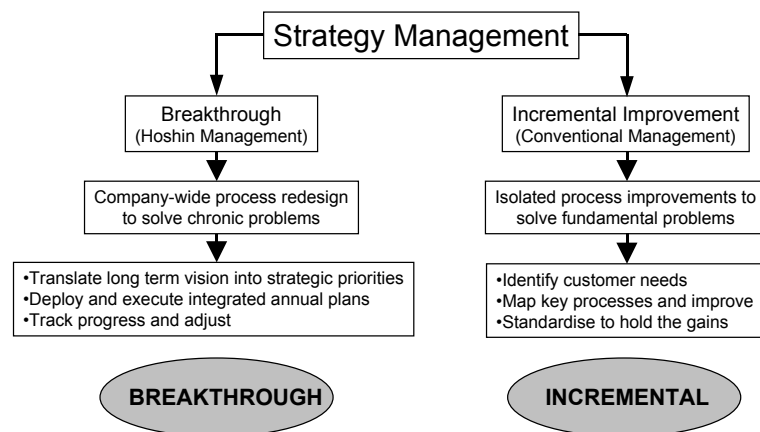 Strategy Management
Breakthrough
(Hoshin Management)
Company-wide process redesign
to solve chronic problems
•Translate long term vision into strategic priorities
•Deploy and execute integrated annual plans
•Track progress and adjust
BREAKTHROUGH
Incremental Improvement
(Conventional Management)
Isolated process improvements to
solve fundamental problems
•Identify customer needs
•Map key processes and improve
•Standardise to hold the gains
INCREMENTAL